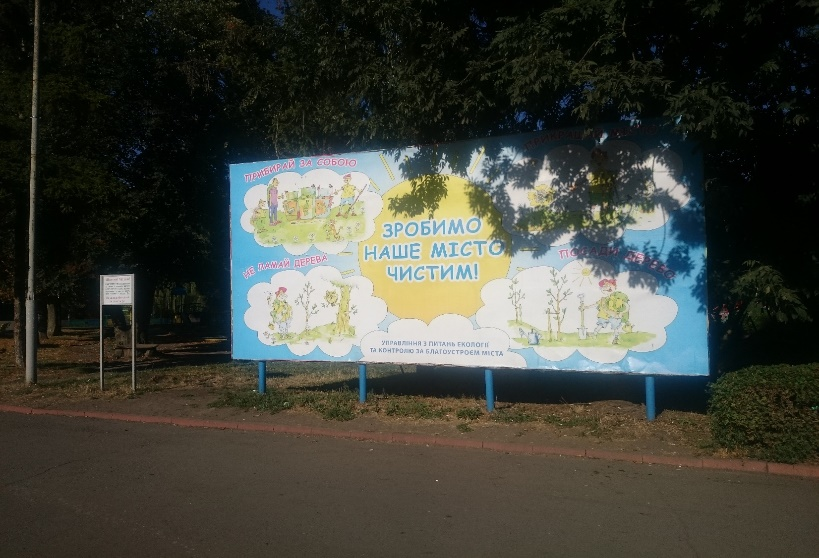 ПРИБИРАЙ ЗА СОБОЮ
НЕ ЛАМАЙ ДЕРЕВА
ЗРОБИМО
НАШЕ МІСТО
ЧИСТИМ!
УПРАВЛІННЯ З ПИТАНЬ ЕКОЛОГІЇ
ТА КОНТРОЛЮ ЗА БЛАГОУСТРОЄМ МІСТА